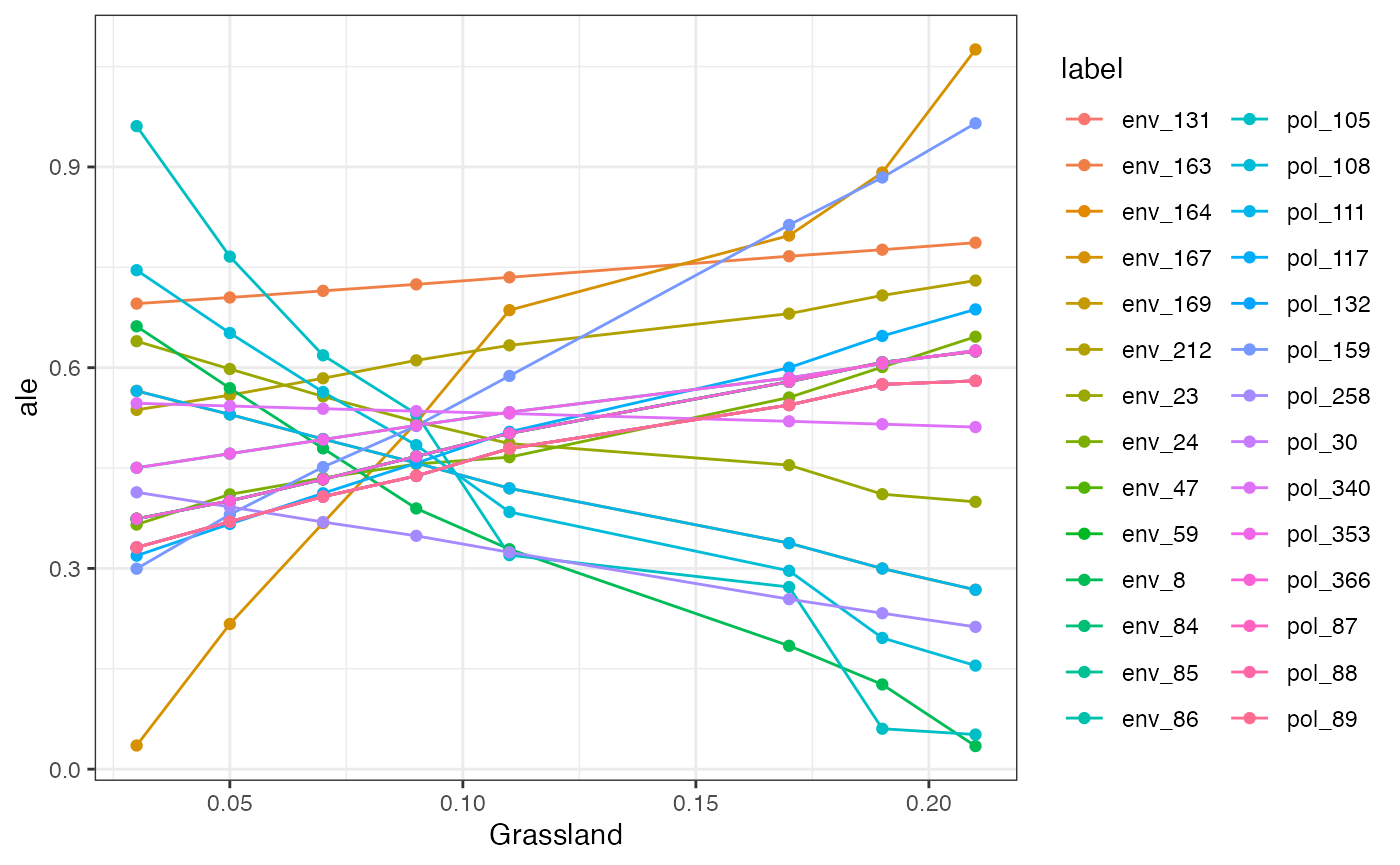 ale
0.9
0.6
0.3
0.0
0.05 0.10 0.15 0.20
Grassland
label
env_131 pol_105
env_163 pol_108
env_164 pol_111
env_167 pol_117
env_169 pol_132
env_212 pol_159
env_23 pol_258
env_24 pol_30
env_47 pol_340
env_59 pol_353
env_8 pol_366
env_84 pol_87
env_85 pol_88
env_86 pol_89